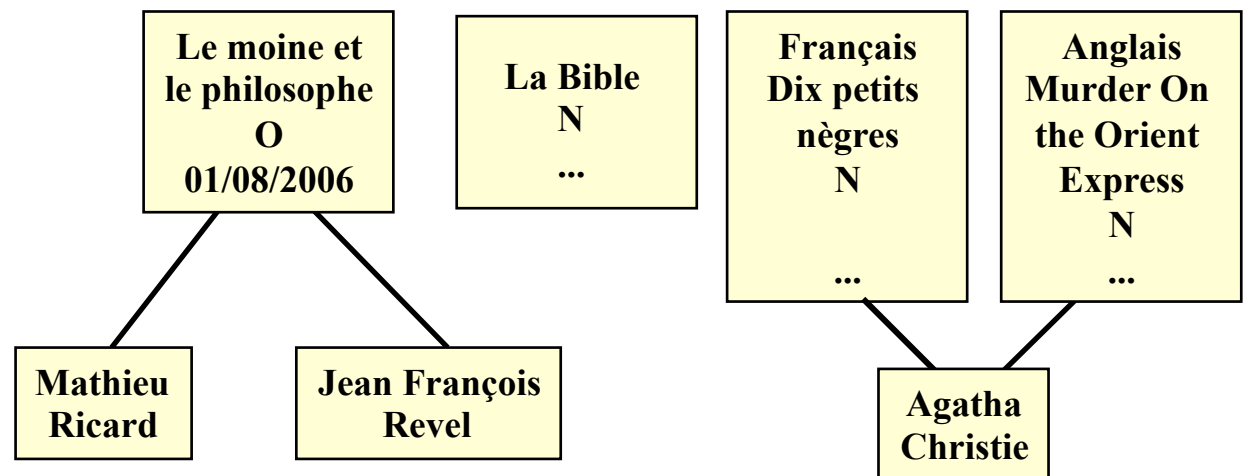 Le moine et
le philosophe
O
01/08/2006
La Bible
N
...
Français
Dix petits
nègres
N
...
Anglais
Murder On
the Orient
Express
N
...
Mathieu
Ricard
Jean François
Revel
Agatha
Christie